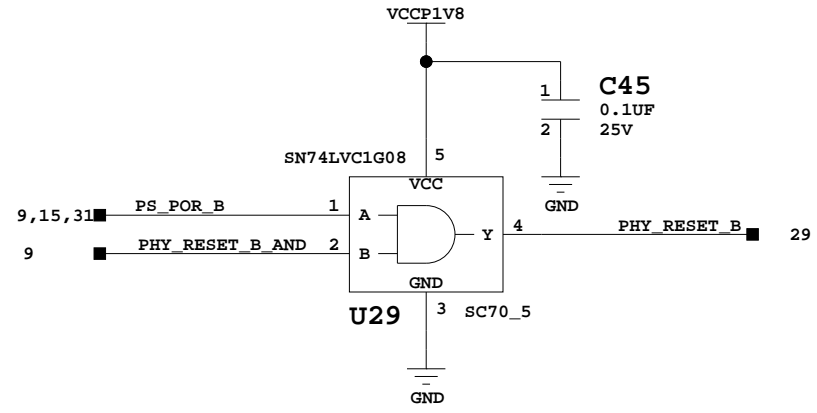 VCCP1V8
1 C45
0.1UF
2 25V
SN74LVC1G08 5
VCC
GND
9,15,31 PS_POR_B 1 A
Y 4 PHY_RESET_B 29
9 PHY_RESET_B_AND 2 B
GND
U29 3 SC70_5
GND